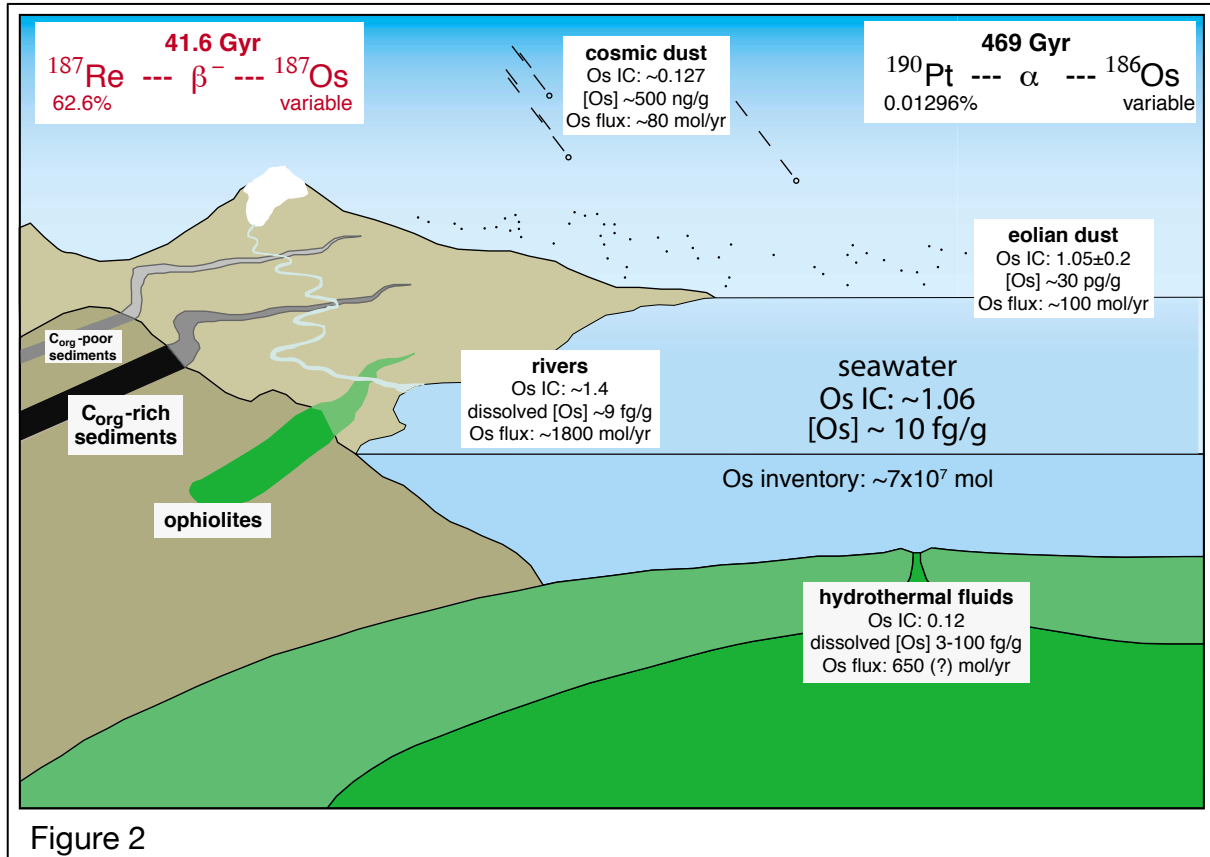 41.6 Gyr
¹⁸⁷Re --- β⁻ --- ¹⁸⁷Os
62.6% variable
cosmic dust
Os IC: ~0.127
[Os] ~500 ng/g
Os flux: ~80 mol/yr
469 Gyr
¹⁹⁰Pt --- α --- ¹⁸⁶Os
0.01296% variable
eolian dust
Os IC: 1.05±0.2
[Os] ~30 pg/g
Os flux: ~100 mol/yr
C_org-poor
sediments
C_org-rich
sediments
ophiolites
rivers
Os IC: ~1.4
dissolved [Os] ~9 fg/g
Os flux: ~1800 mol/yr
seawater
Os IC: ~1.06
[Os] ~ 10 fg/g
Os inventory: ~7x10⁷ mol
hydrothermal fluids
Os IC: 0.12
dissolved [Os] 3-100 fg/g
Os flux: 650 (?) mol/yr
Figure 2